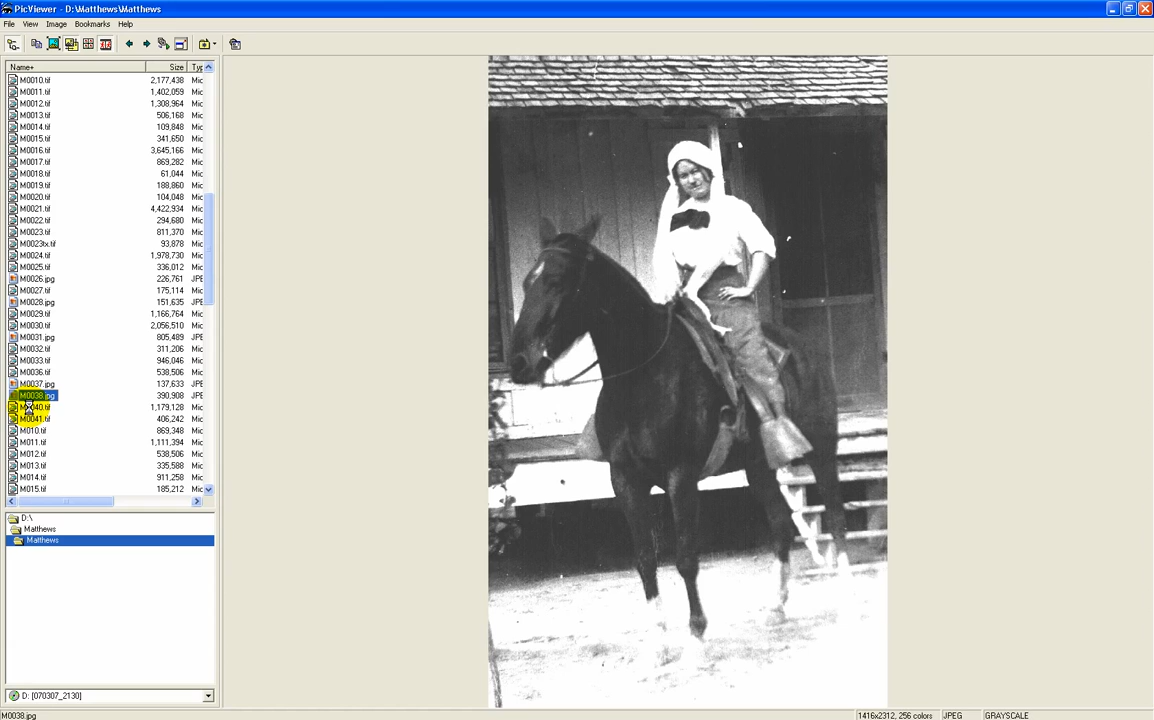 PicViewer - D:\Matthews\Matthews
File View Image Bookmarks Help
Name+ Size Typ
M0010.tif 2,177,438 Mic
M0011.tif 1,402,059 Mic
M0012.tif 1,308,964 Mic
M0013.tif 506,168 Mic
M0014.tif 109,848 Mic
M0015.tif 341,650 Mic
M0016.tif 3,645,166 Mic
M0017.tif 869,282 Mic
M0018.tif 61,044 Mic
M0019.tif 188,860 Mic
M0020.tif 104,048 Mic
M0021.tif 4,422,934 Mic
M0022.tif 294,680 Mic
M0023.tif 811,370 Mic
M0023tx.tif 93,878 Mic
M0024.tif 1,978,730 Mic
M0025.tif 336,012 Mic
M0026.jpg 226,761 JPE
M0027.tif 175,114 Mic
M0028.jpg 151,635 JPE
M0029.tif 1,166,764 Mic
M0030.tif 2,056,510 Mic
M0031.jpg 805,489 JPE
M0032.tif 311,206 Mic
M0033.tif 946,046 Mic
M0036.tif 538,506 Mic
M0037.jpg 137,633 JPE
M0038.jpg 390,908 JPE
M0040.tif 1,179,128 Mic
M0041.tif 406,242 Mic
M010.tif 869,348 Mic
M011.tif 1,111,394 Mic
M012.tif 538,506 Mic
M013.tif 335,588 Mic
M014.tif 911,258 Mic
M015.tif 185,212 Mic
D:\
Matthews
Matthews
D: [070307_2130]
M0038.jpg 1416x2312, 256 colors JPEG GRAYSCALE